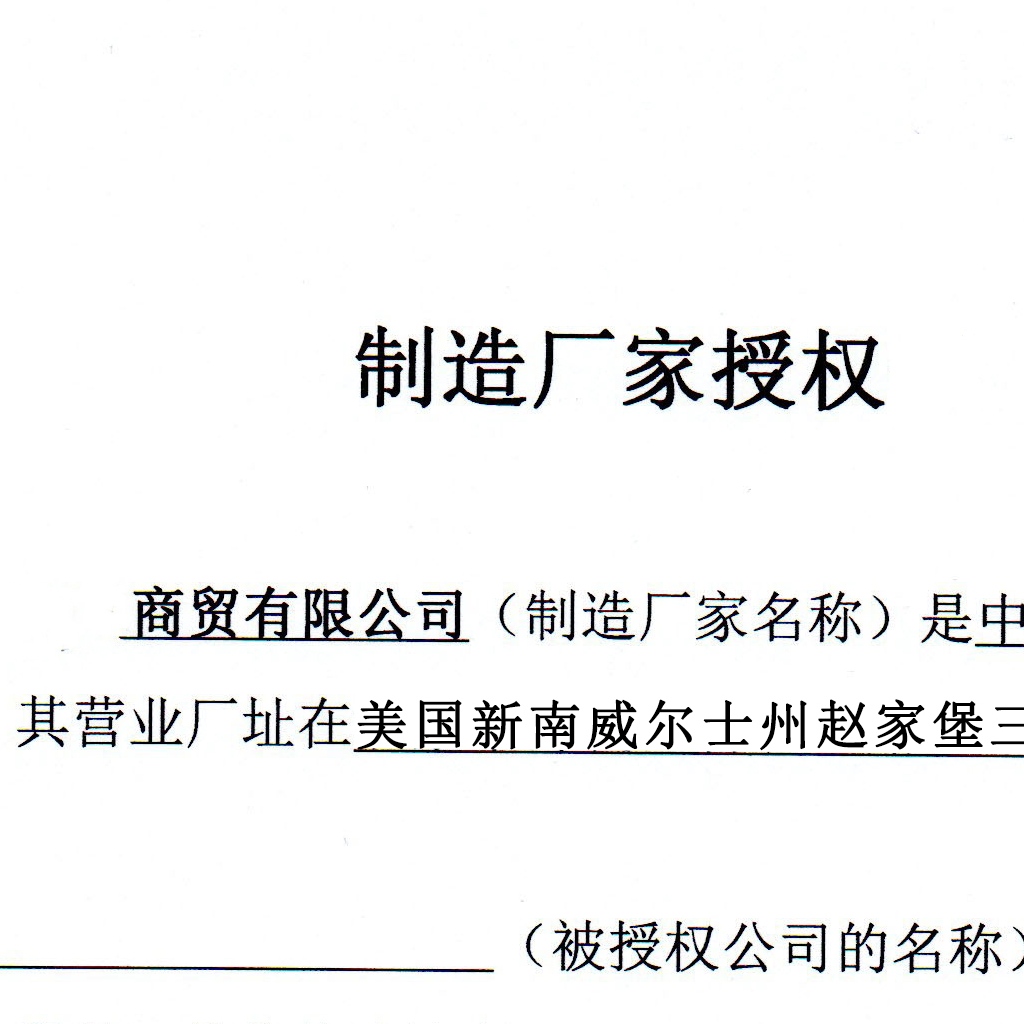 制造厂家授权
商贸有限公司（制造厂家名称）是中
其营业厂址在美国新南威尔士州赵家堡三
（被授权公司的名称）